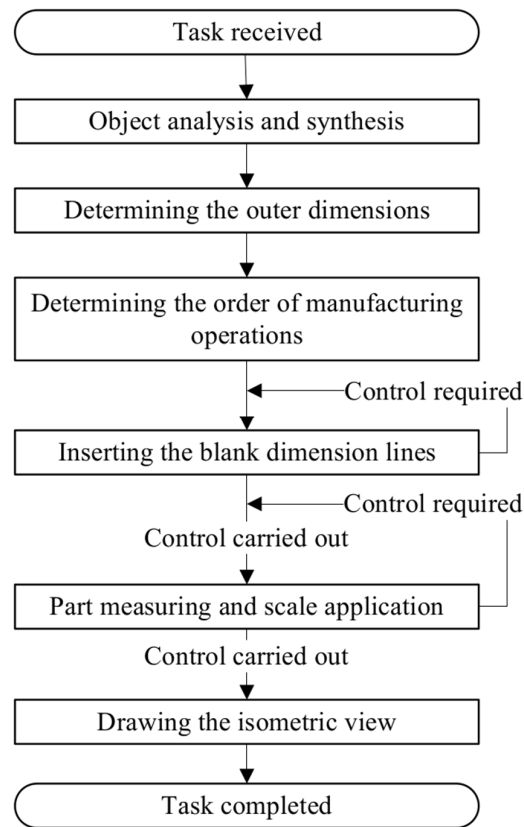 Task received
Object analysis and synthesis
Determining the outer dimensions
Determining the order of manufacturing
operations
Control required
Inserting the blank dimension lines
Control required
Control carried out
Part measuring and scale application
Control carried out
Drawing the isometric view
Task completed